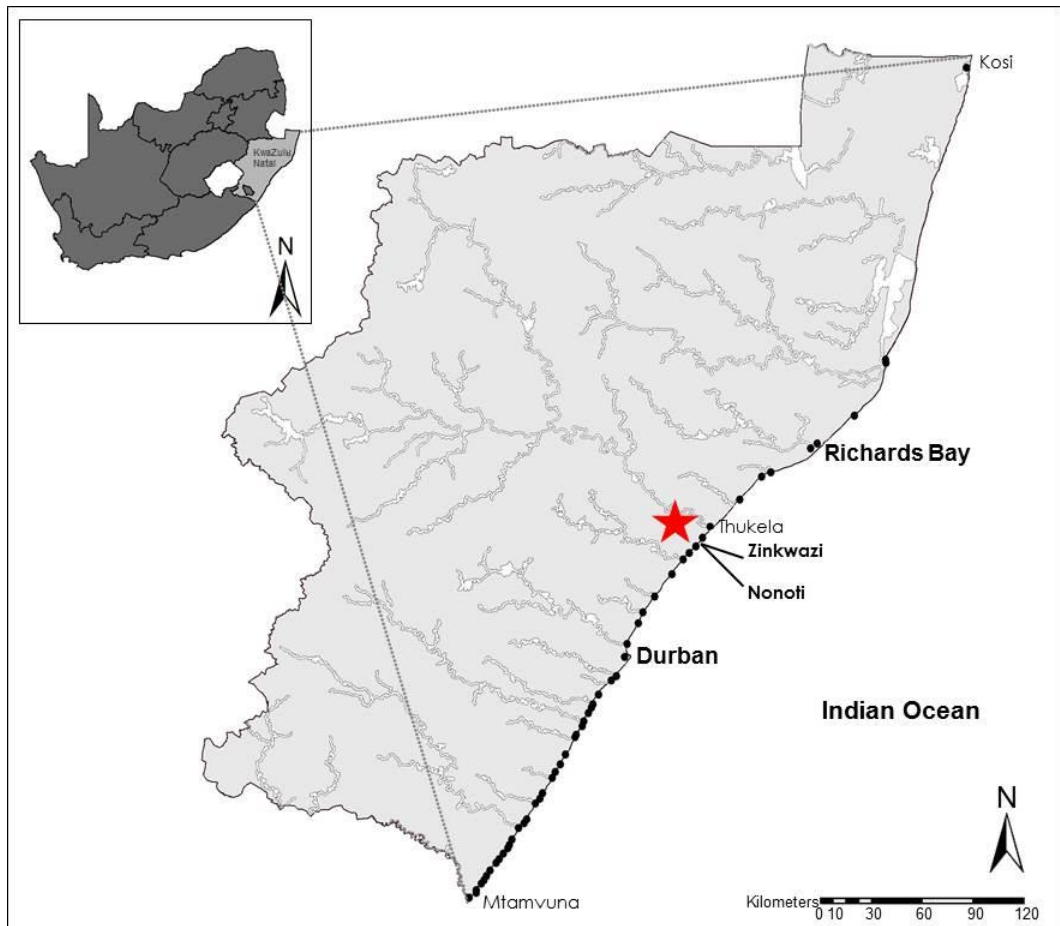 KwaZulu
Natal
N
Kosi
Richards Bay
Thukela
Zinkwazi
Nonoti
Durban
Indian Ocean
N
Mtamvuna
Kilometers
0 10 30 60 90 120